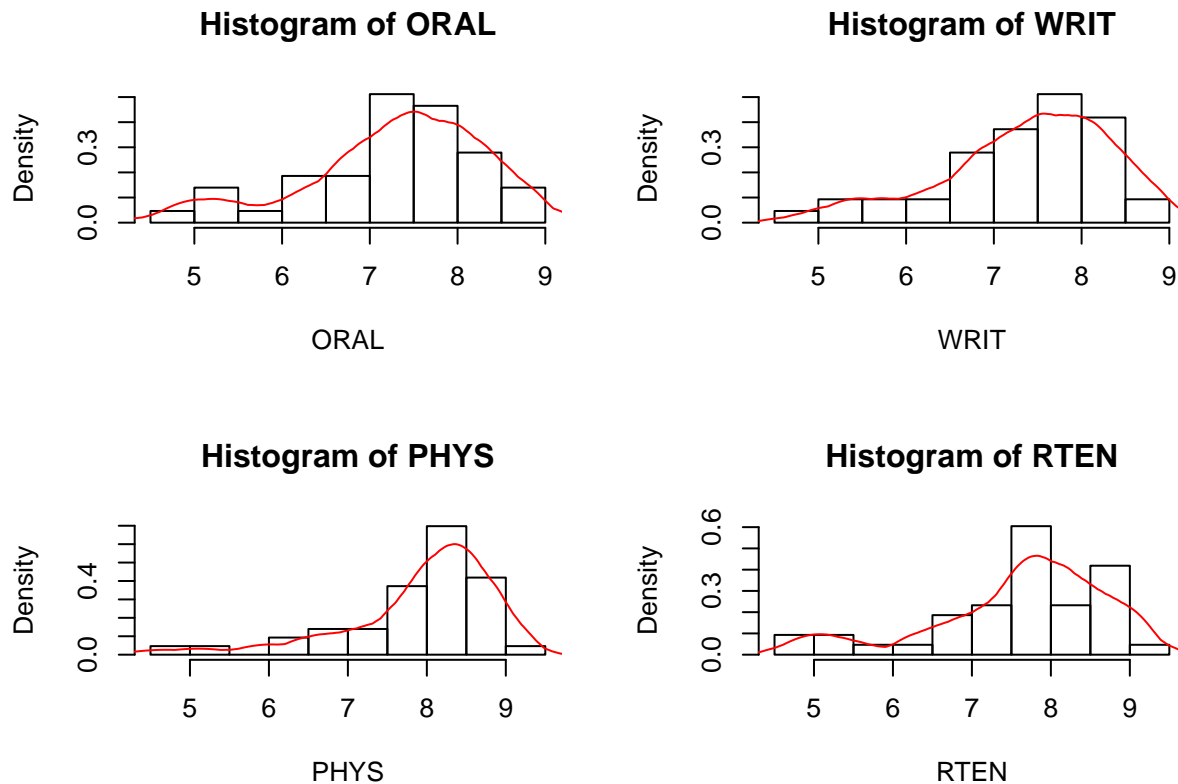 Histogram of ORAL
Density
0.0 0.3
5 6 7 8 9
ORAL
Histogram of WRIT
Density
0.0 0.3
5 6 7 8 9
WRIT
Histogram of PHYS
Density
0.0 0.4
5 6 7 8 9
PHYS
Histogram of RTEN
Density
0.0 0.3 0.6
5 6 7 8 9
RTEN